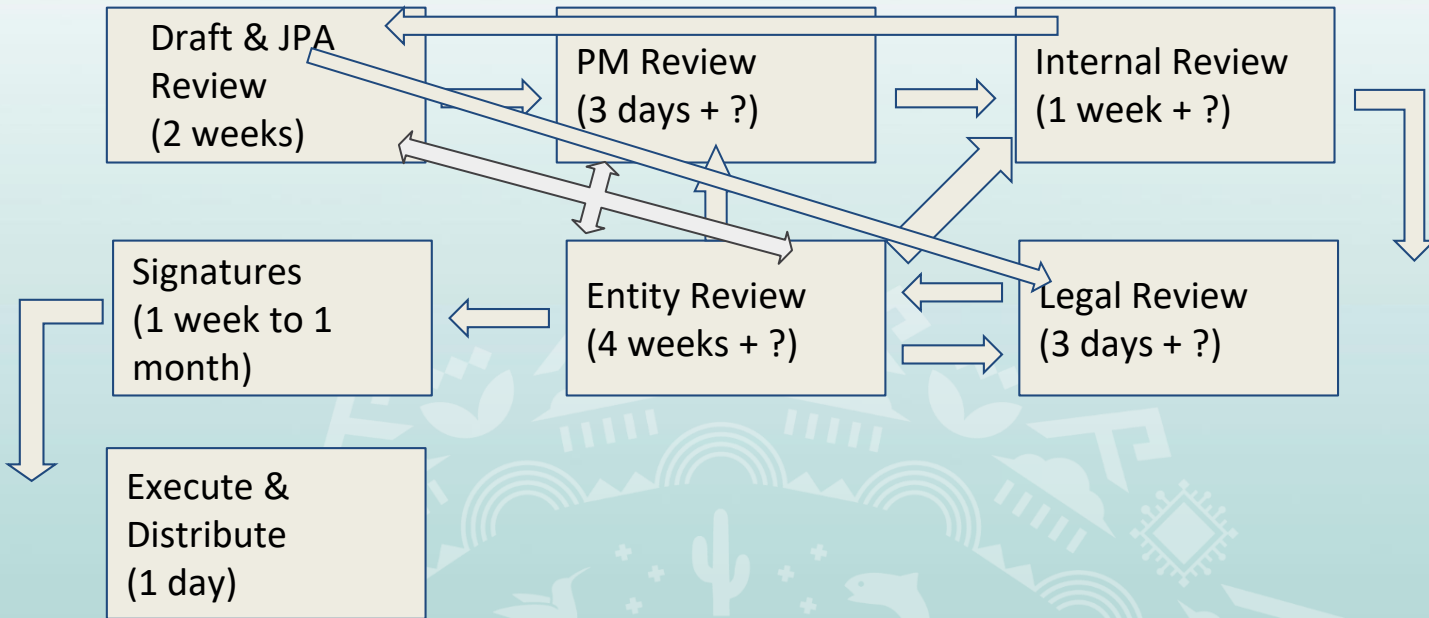 Draft & JPA
Review
(2 weeks)
PM Review
(3 days + ?)
Internal Review
(1 week + ?)
Signatures
(1 week to 1
month)
Entity Review
(4 weeks + ?)
Legal Review
(3 days + ?)
Execute &
Distribute
(1 day)